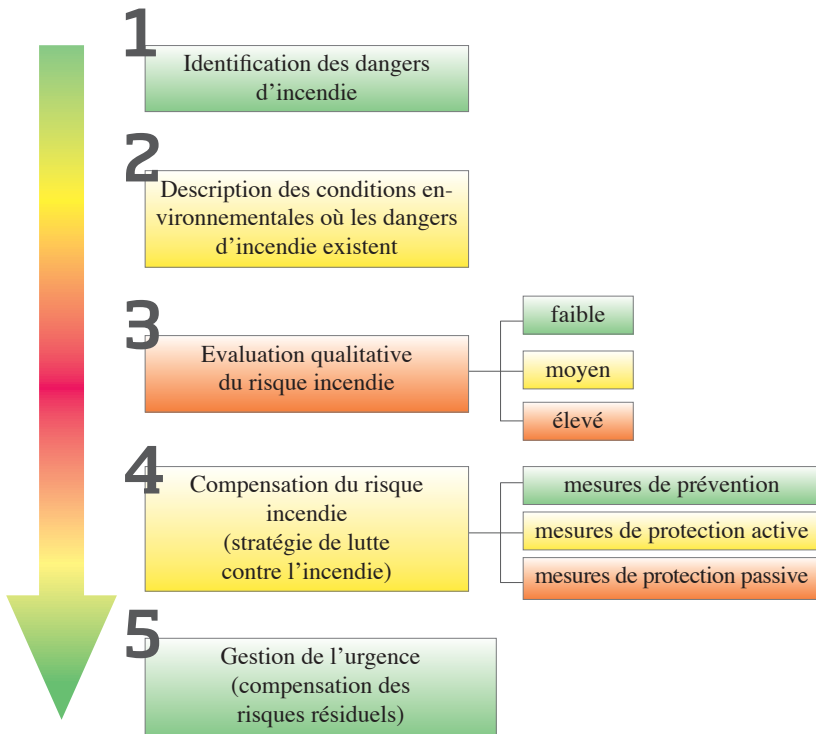 1
Identification des dangers
d’incendie
2
Description des conditions en-
vironnementales où les dangers
d’incendie existent
3
Evaluation qualitative
du risque incendie
faible
moyen
élevé
4
Compensation du risque
incendie
(stratégie de lutte
contre l’incendie)
mesures de prévention
mesures de protection active
mesures de protection passive
5
Gestion de l’urgence
(compensation des
risques résiduels)